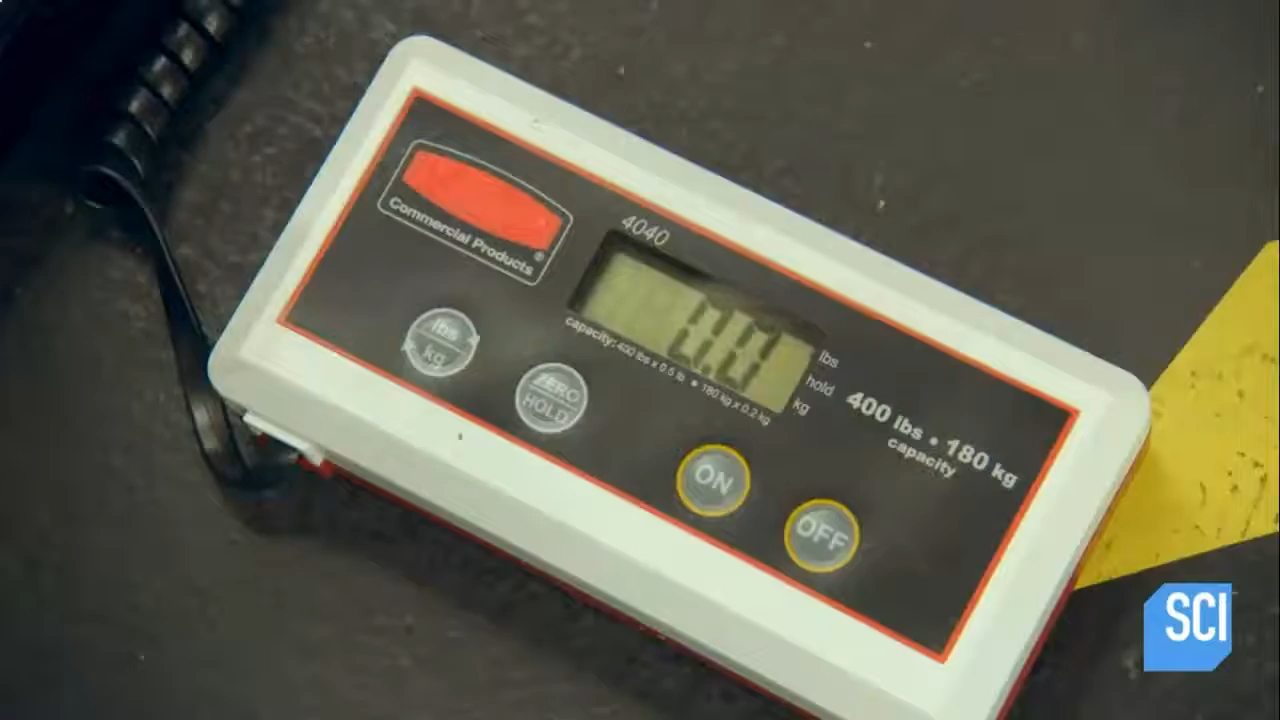 Commercial Products®
4040
0.0
lbs
hold
kg
capacity: 400 lbs x 0.5 lb • 180 kg x 0.2 kg
400 lbs • 180 kg
capacity
lbs
kg
ZERO
HOLD
ON
OFF
SCI